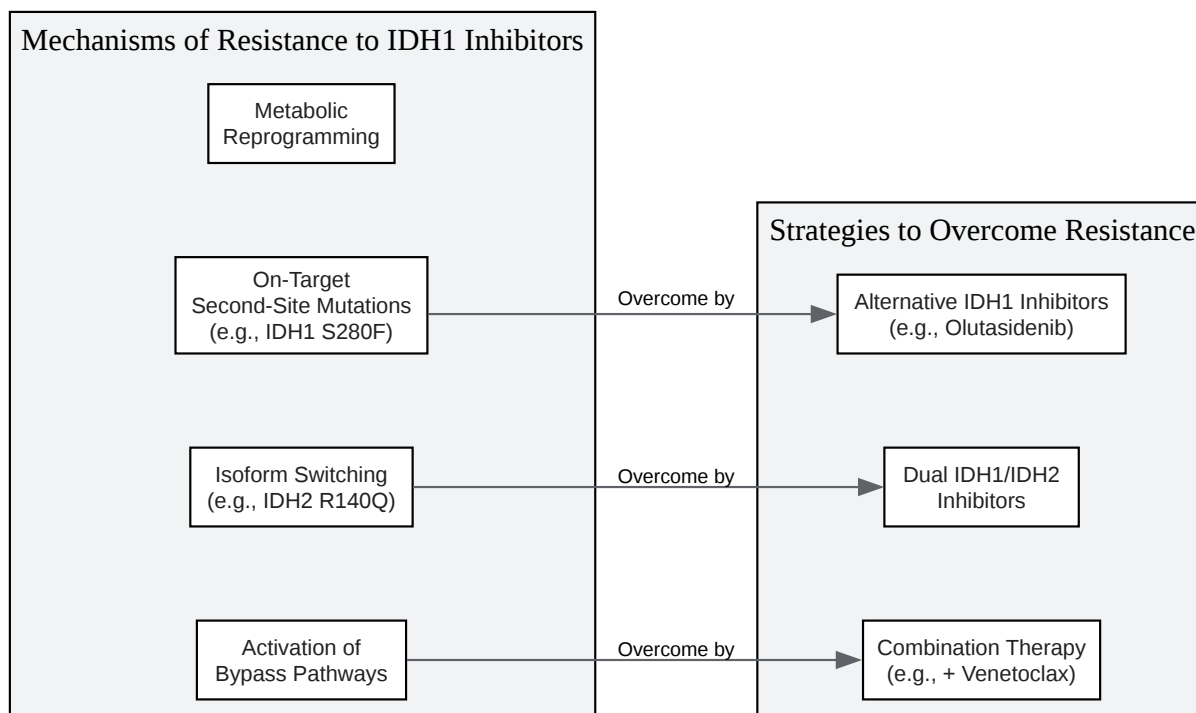 Mechanisms of Resistance to IDH1 Inhibitors
Metabolic
Reprogramming
On-Target
Second-Site Mutations
(e.g., IDH1 S280F)
Isoform Switching
(e.g., IDH2 R140Q)
Activation of
Bypass Pathways
Overcome by
Overcome by
Overcome by
Strategies to Overcome Resistance
Alternative IDH1 Inhibitors
(e.g., Olutasidenib)
Dual IDH1/IDH2
Inhibitors
Combination Therapy
(e.g., + Venetoclax)